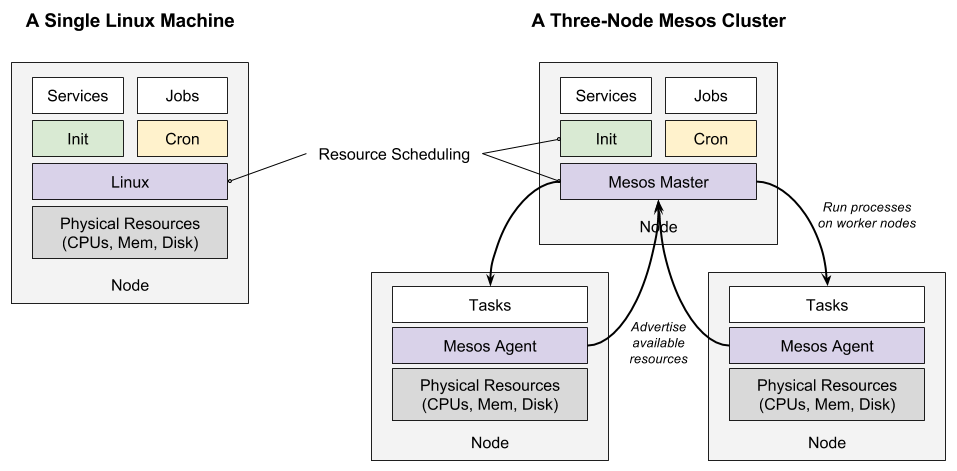 A Single Linux Machine
Services
Jobs
Init
Cron
Linux
Physical Resources
(CPUs, Mem, Disk)
Node
Resource Scheduling
A Three-Node Mesos Cluster
Services
Jobs
Init
Cron
Mesos Master
Node
Run processes
on worker nodes
Tasks
Mesos Agent
Physical Resources
(CPUs, Mem, Disk)
Node
Advertise
available
resources
Tasks
Mesos Agent
Physical Resources
(CPUs, Mem, Disk)
Node